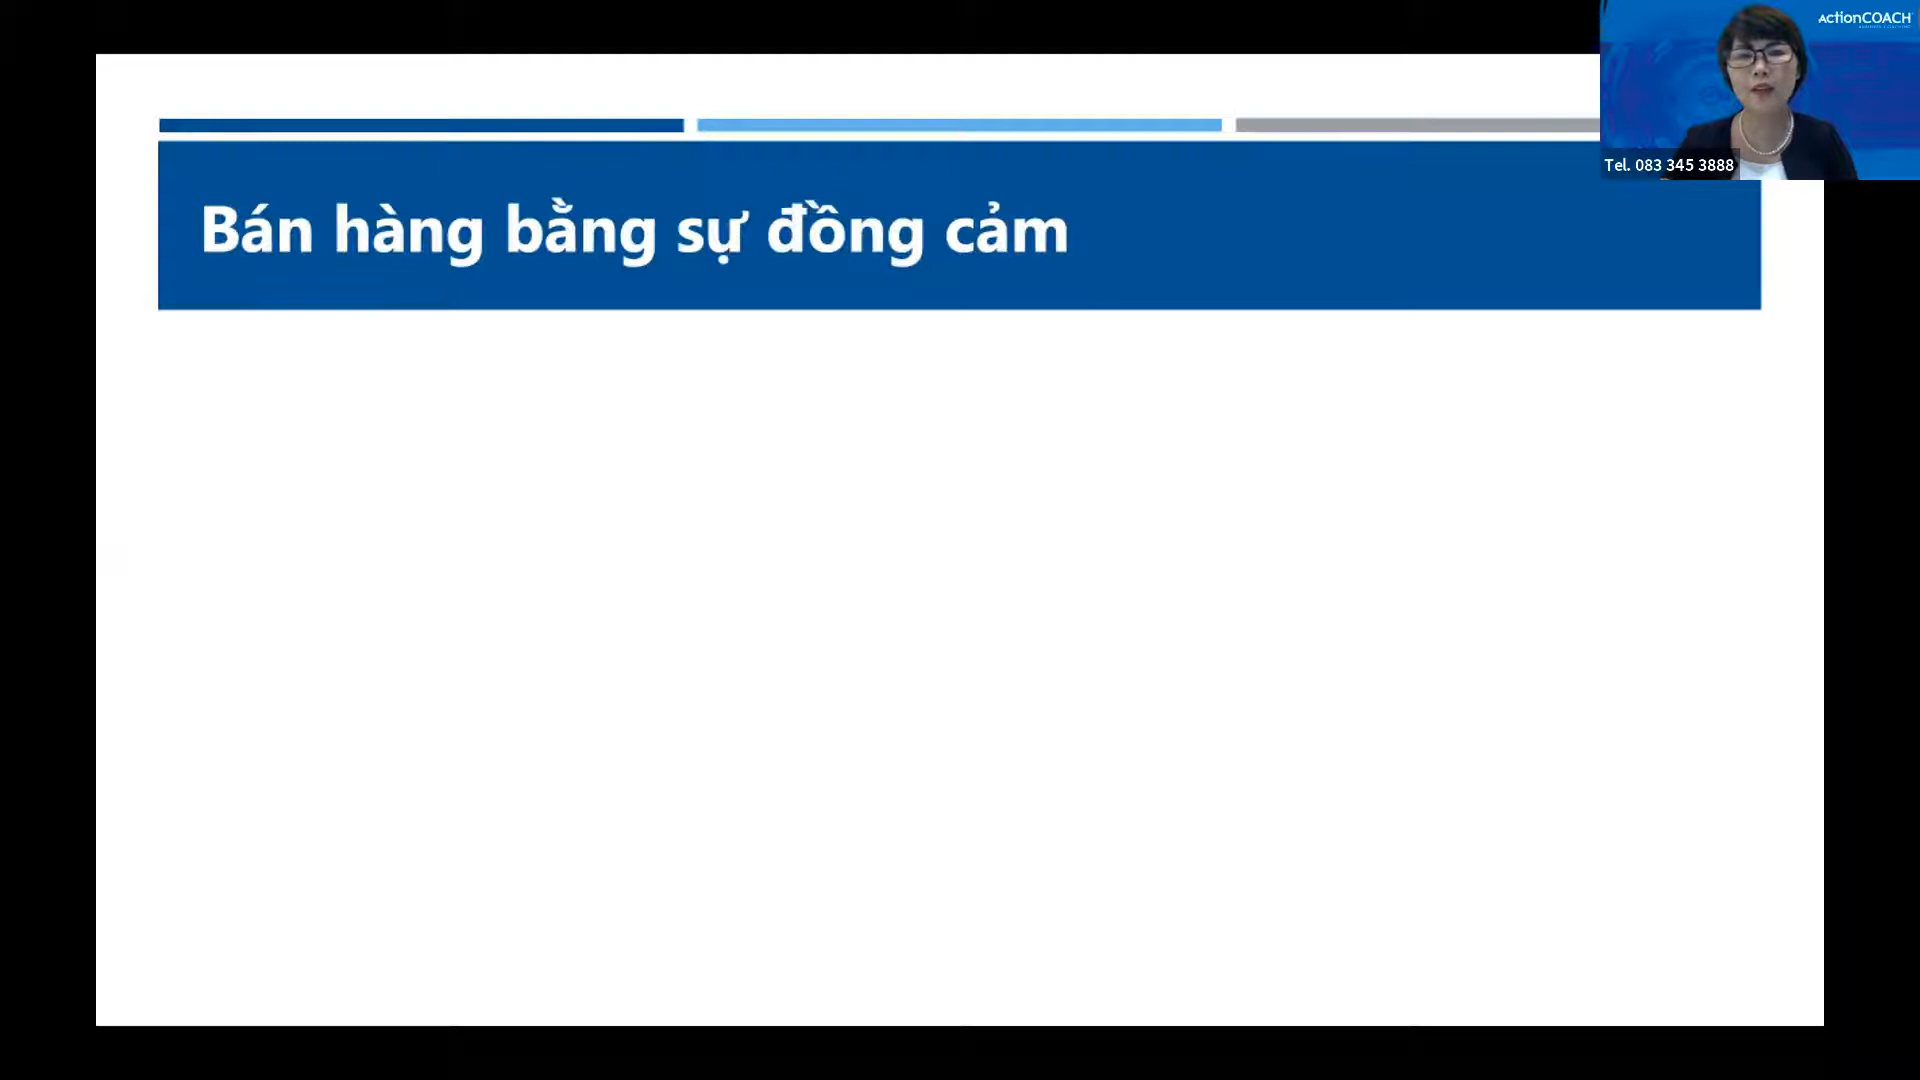 ActionCOACH
Tel. 083 345 3888
Bán hàng bằng sự đồng cảm